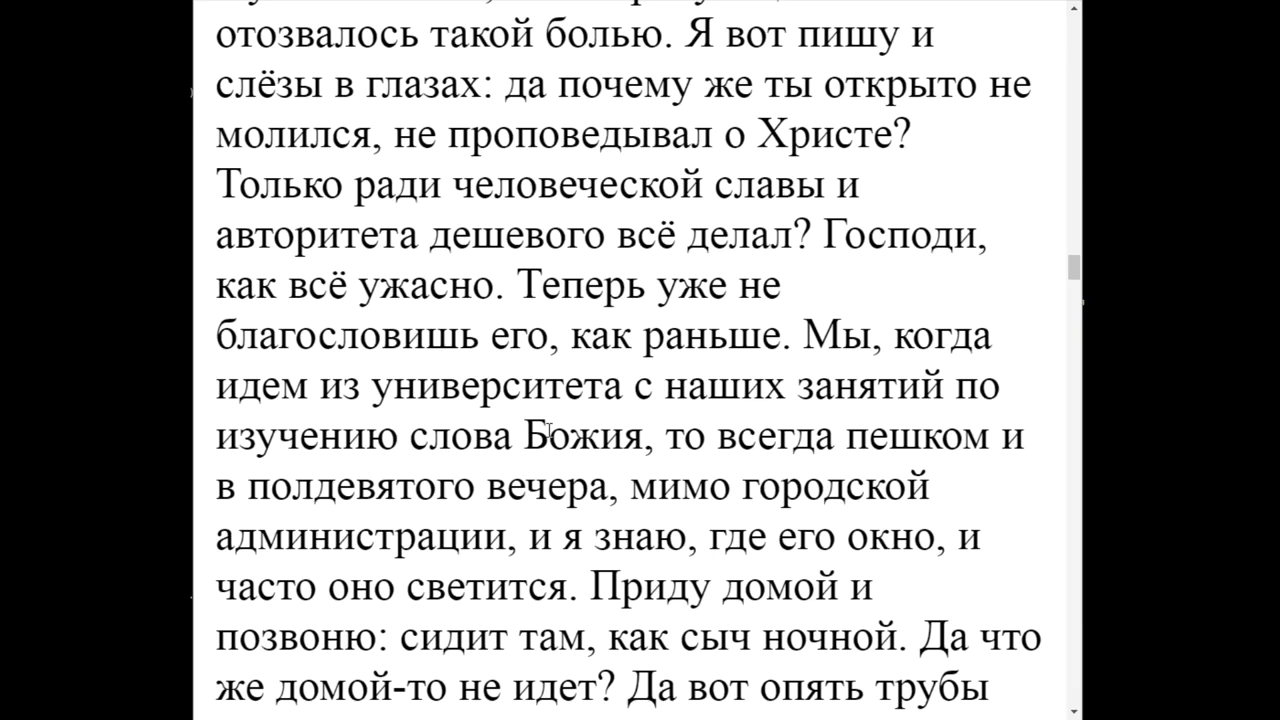 отозвалось такой болью. Я вот пишу и
слёзы в глазах: да почему же ты открыто не
молился, не проповедывал о Христе?
Только ради человеческой славы и
авторитета дешевого всё делал? Господи,
как всё ужасно. Теперь уже не
благословишь его, как раньше. Мы, когда
идем из университета с наших занятий по
изучению слова Божия, то всегда пешком и
в полдевятого вечера, мимо городской
администрации, и я знаю, где его окно, и
часто оно светится. Приду домой и
позвоню: сидит там, как сыч ночной. Да что
же домой-то не идет? Да вот опять трубы